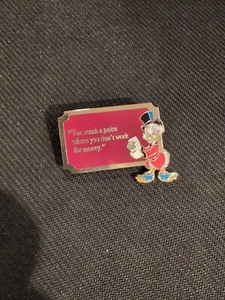 "You reach a point
where you don't work
for money."